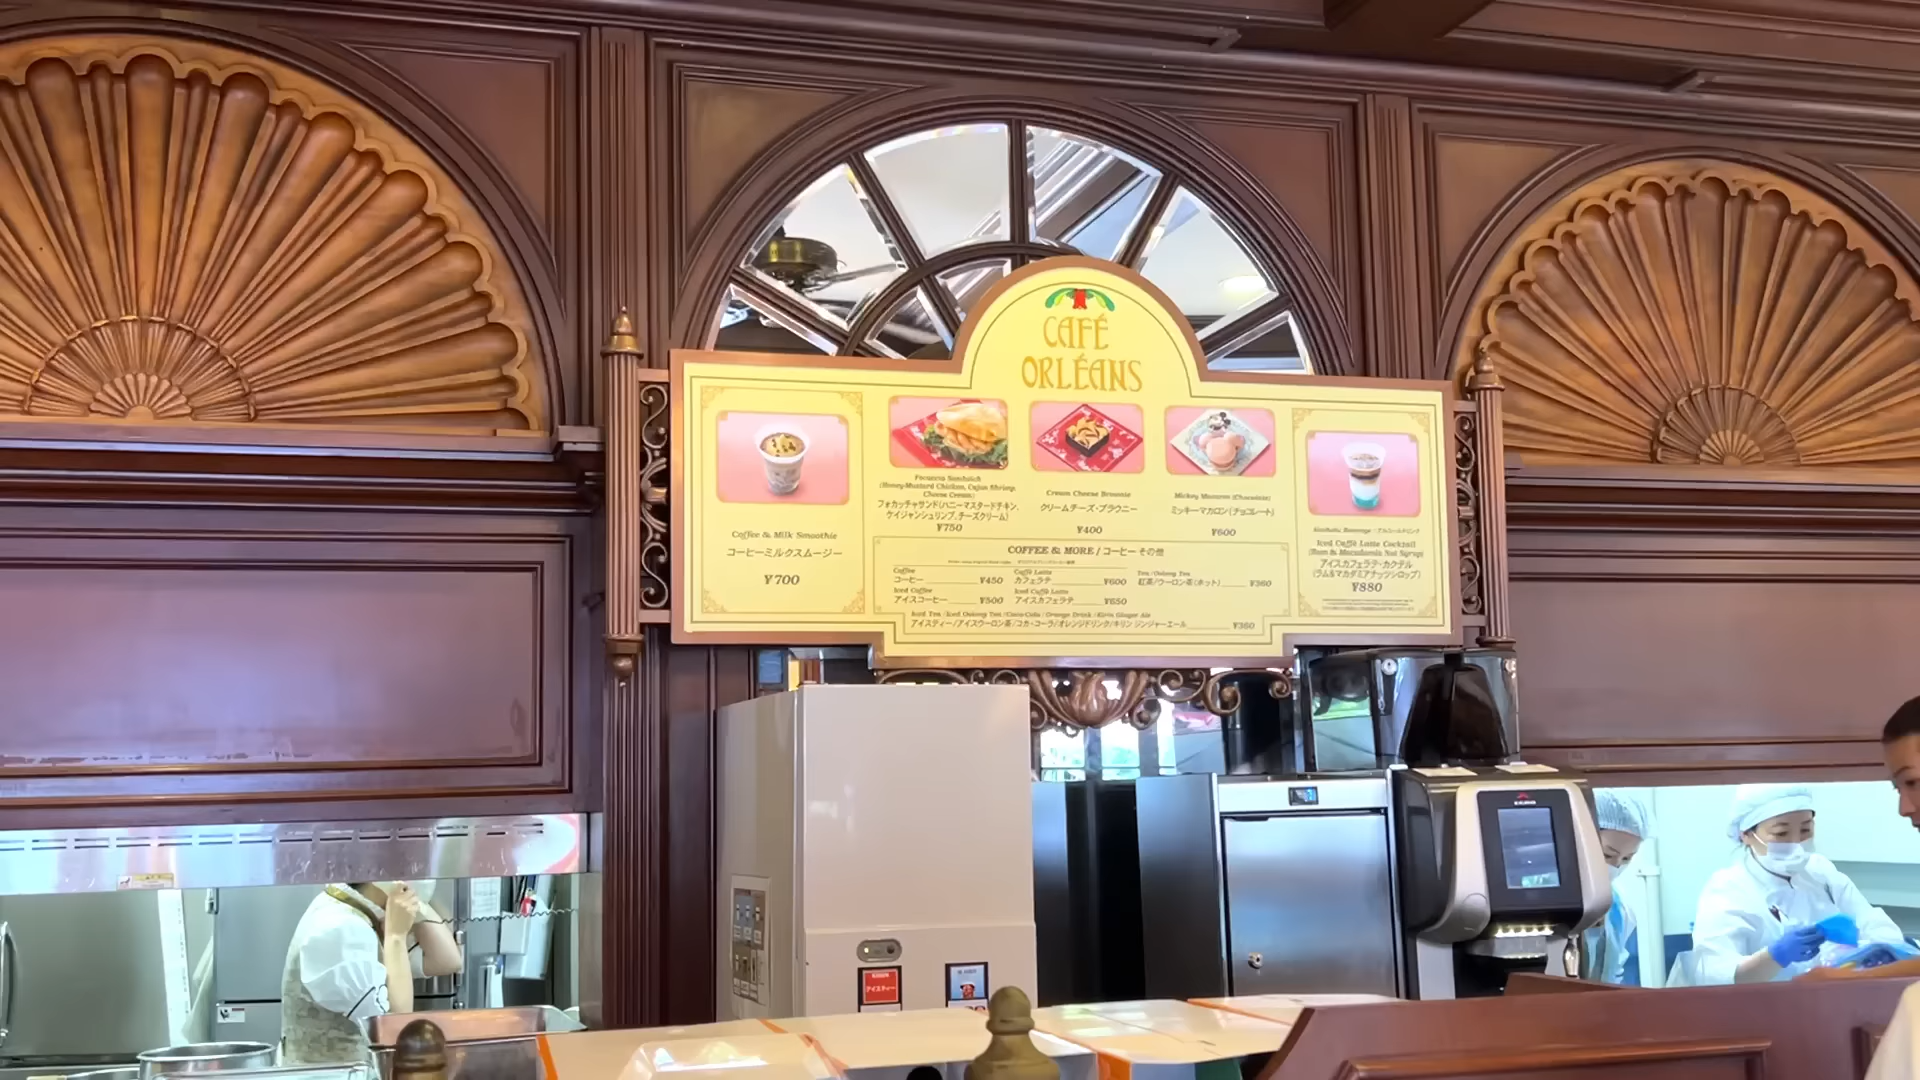 CAFÉ
ORLÉANS
Coffee & Milk Smoothie
コーヒーミルクスムージー
¥700
Focaccia Sandwich
(Honey-Mustard Chicken, Cajun Shrimp,
Cheese Cream)
フォカッチャサンド(ハニーマスタードチキン、
ケイジャンシュリンプ、チーズクリーム)
¥750
Cream Cheese Brownie
クリームチーズ・ブラウニー
¥400
Mickey Macaron (Chocolate)
ミッキーマカロン(チョコレート)
¥600
Alcoholic Beverage / アルコールドリンク
Iced Caffè Latte Cocktail
(Rum & Macadamia Nut Syrup)
アイスカフェラテ・カクテル
(ラム&マカダミアナッツシロップ)
¥880
COFFEE & MORE / コーヒー その他
Coffee
コーヒー ¥450
Caffè Latte
カフェラテ ¥600
Tea/Oolong Tea
紅茶/ウーロン茶(ホット) ¥360
Iced Coffee
アイスコーヒー ¥500
Iced Caffè Latte
アイスカフェラテ ¥650
Iced Tea/Iced Oolong Tea/Coca-Cola/Orange Drink/Kirin Ginger Ale
アイスティー/アイスウーロン茶/コカ・コーラ/オレンジドリンク/キリン ジンジャーエール ¥360
アイスティー